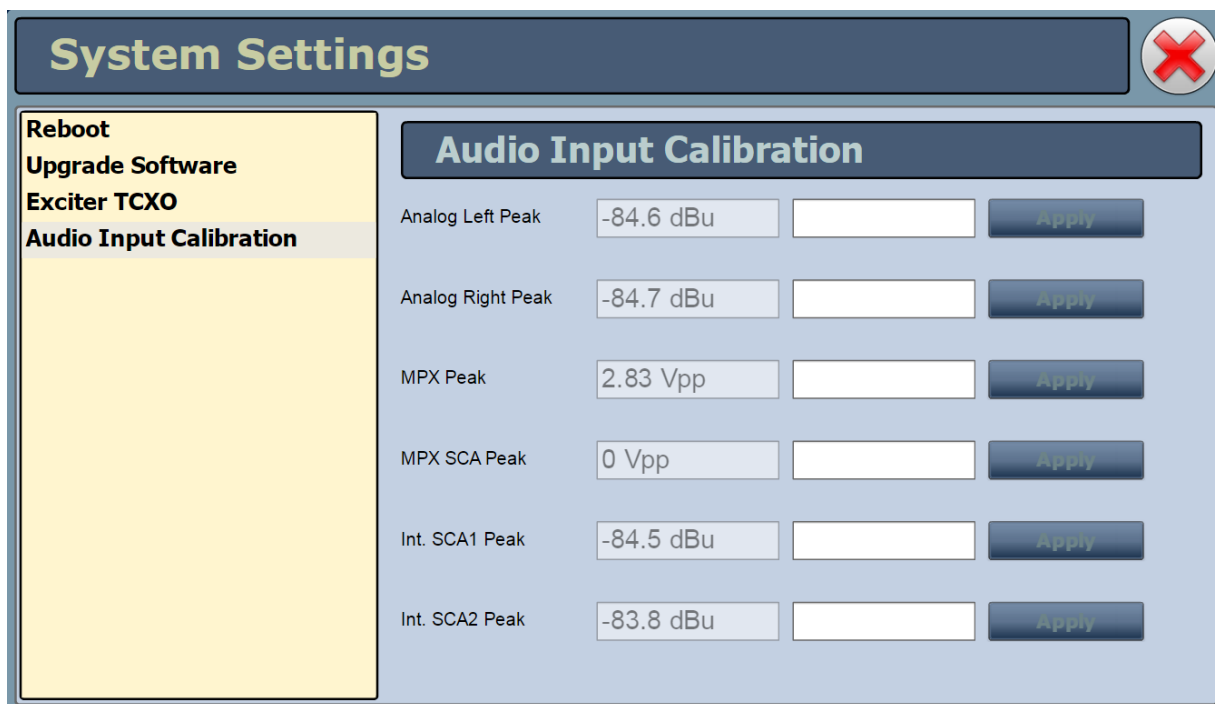 System Settings
Reboot
Upgrade Software
Exciter TCXO
Audio Input Calibration
Audio Input Calibration
Analog Left Peak -84.6 dBu Apply
Analog Right Peak -84.7 dBu Apply
MPX Peak 2.83 Vpp Apply
MPX SCA Peak 0 Vpp Apply
Int. SCA1 Peak -84.5 dBu Apply
Int. SCA2 Peak -83.8 dBu Apply